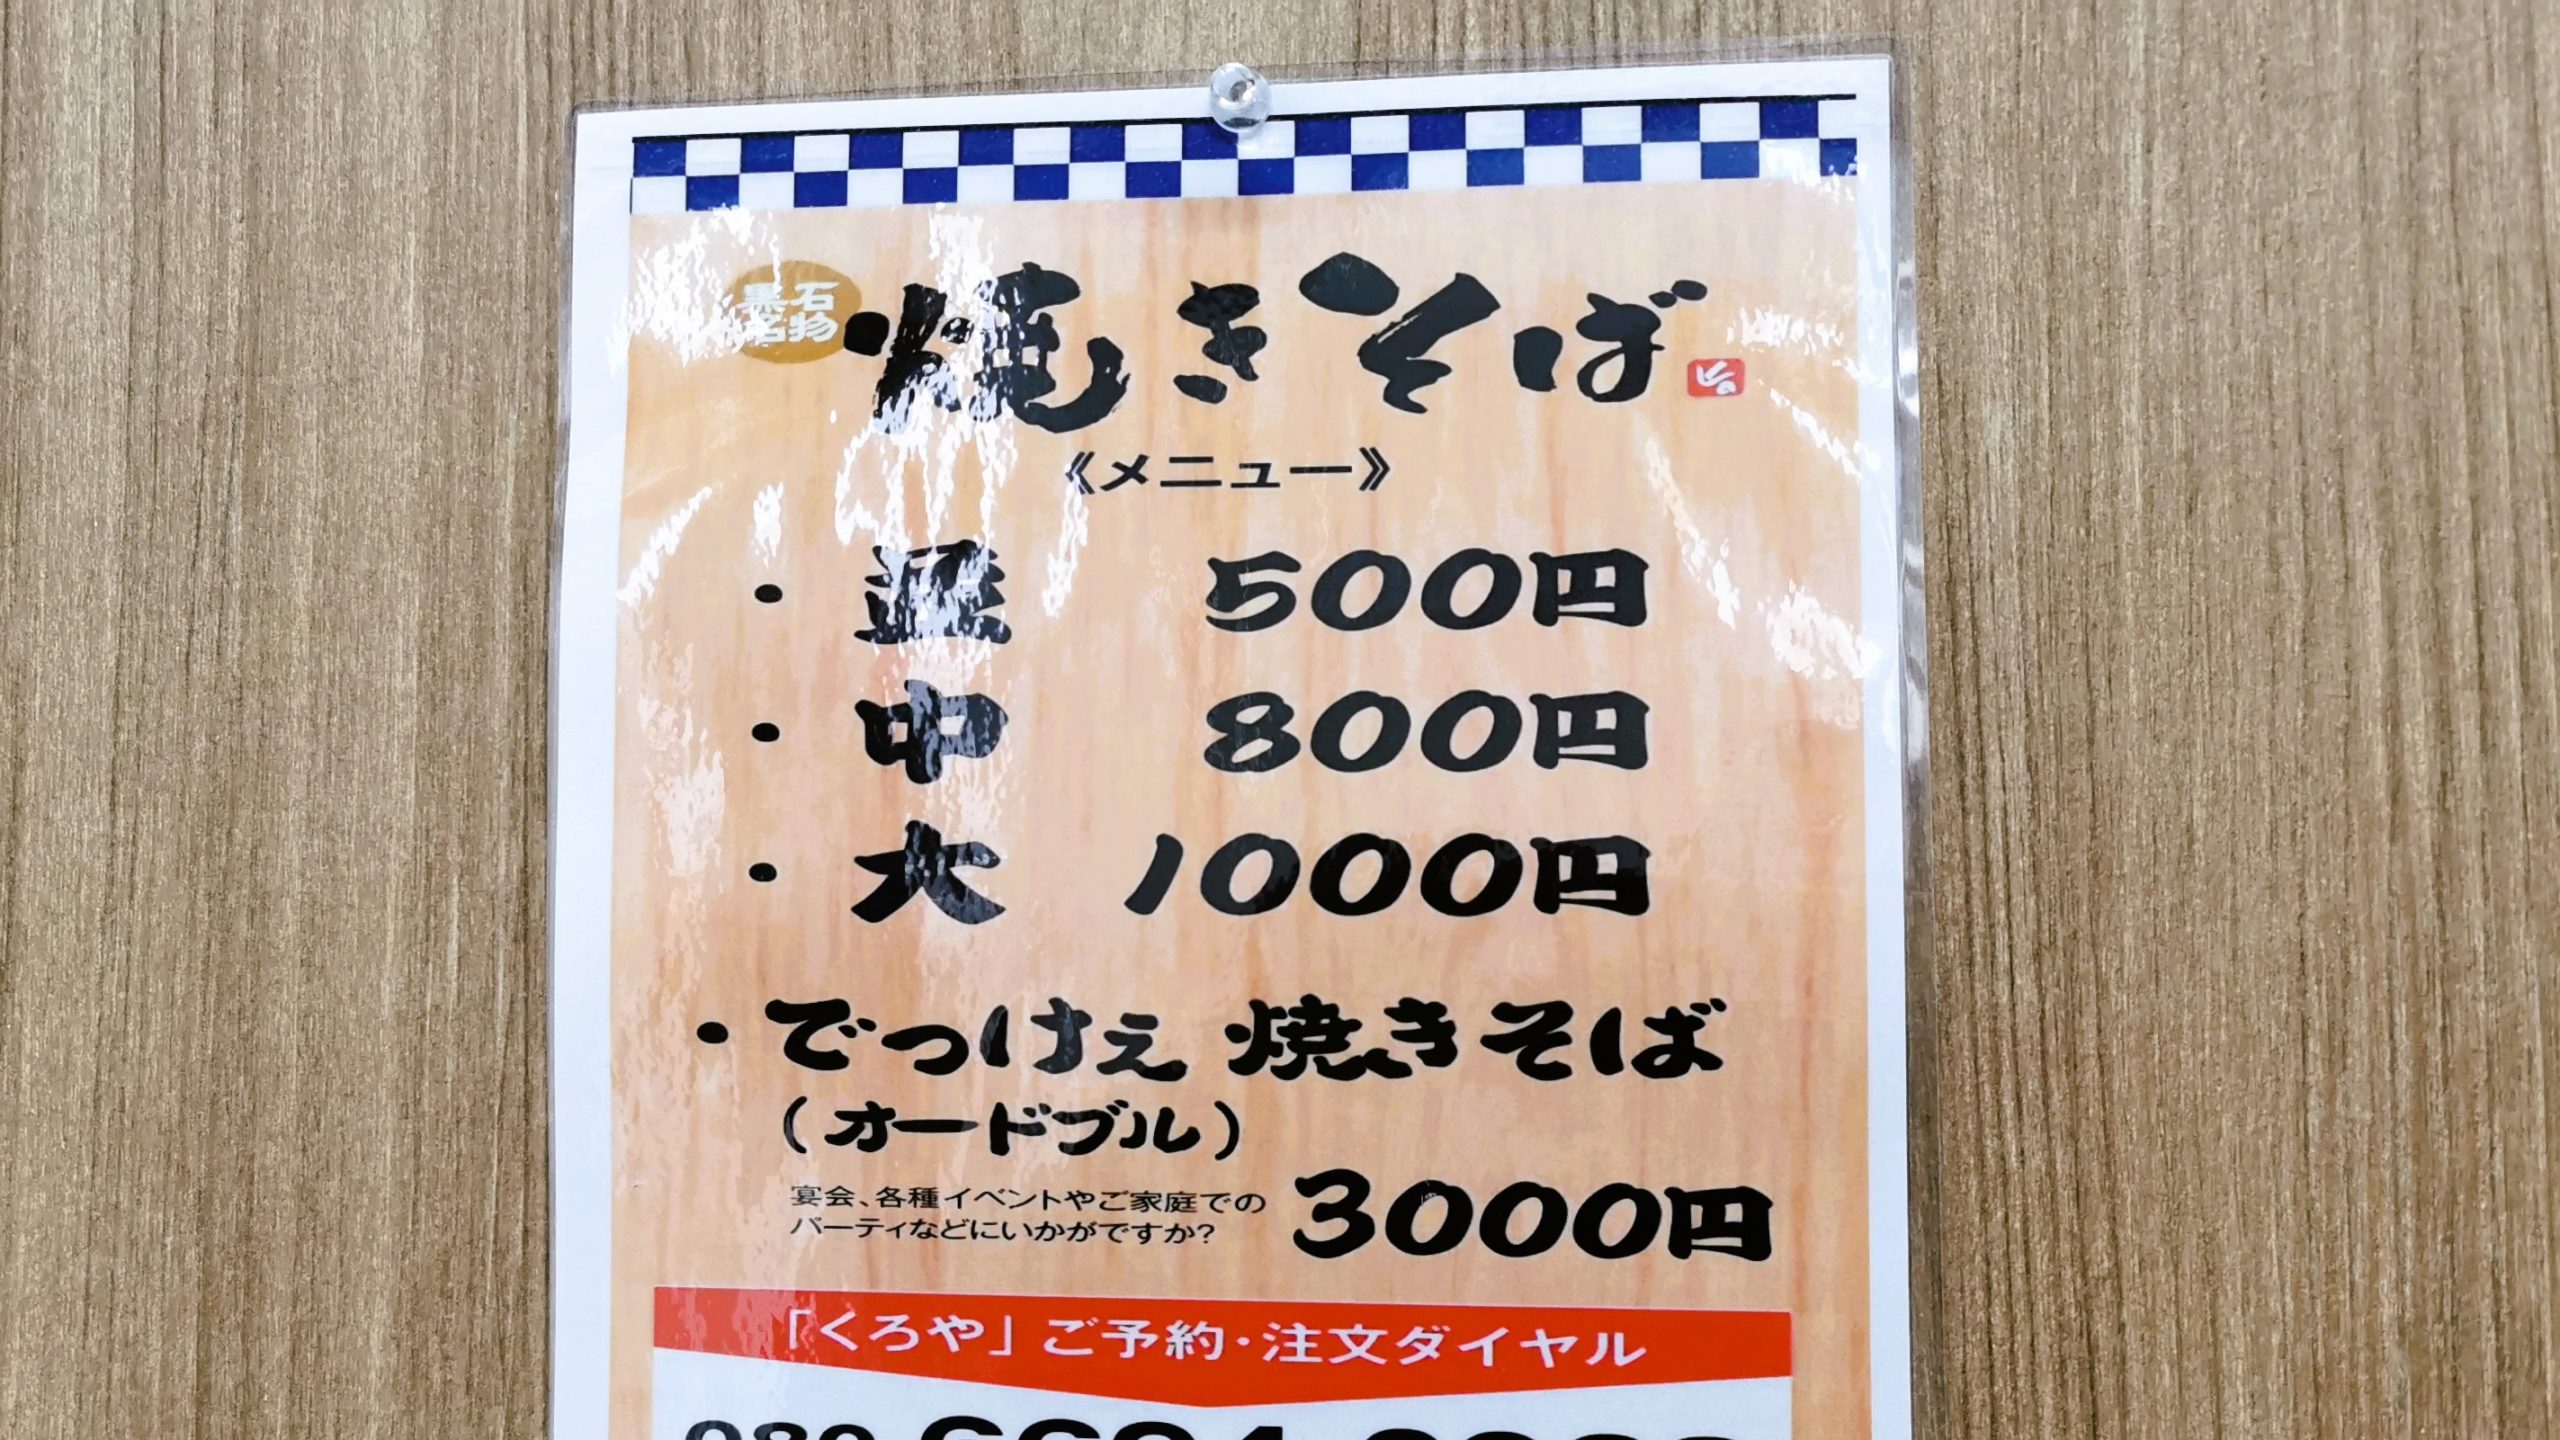 黒石
名物
焼きそば
《メニュー》
・並 500円
・中 800円
・大 1000円
・でっけぇ 焼きそば
(オードブル)
宴会、各種イベントやご家庭での
パーティなどにいかがですか?
3000円
「くろや」ご予約・注文ダイヤル